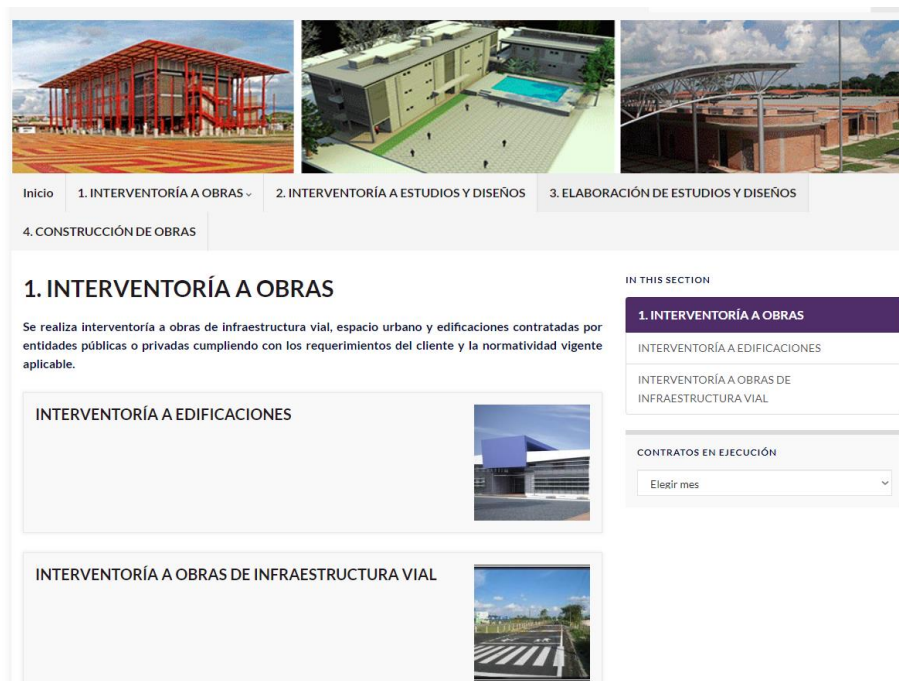 Inicio
1. INTERVENTORÍA A OBRAS
2. INTERVENTORÍA A ESTUDIOS Y DISEÑOS
3. ELABORACIÓN DE ESTUDIOS Y DISEÑOS
4. CONSTRUCCIÓN DE OBRAS
1. INTERVENTORÍA A OBRAS
Se realiza interventoría a obras de infraestructura vial, espacio urbano y edificaciones contratadas por
entidades públicas o privadas cumpliendo con los requerimientos del cliente y la normatividad vigente
aplicable.
INTERVENTORÍA A EDIFICACIONES
INTERVENTORÍA A OBRAS DE INFRAESTRUCTURA VIAL
IN THIS SECTION
1. INTERVENTORÍA A OBRAS
INTERVENTORÍA A EDIFICACIONES
INTERVENTORÍA A OBRAS DE
INFRAESTRUCTURA VIAL
CONTRATOS EN EJECUCIÓN
Elegir mes